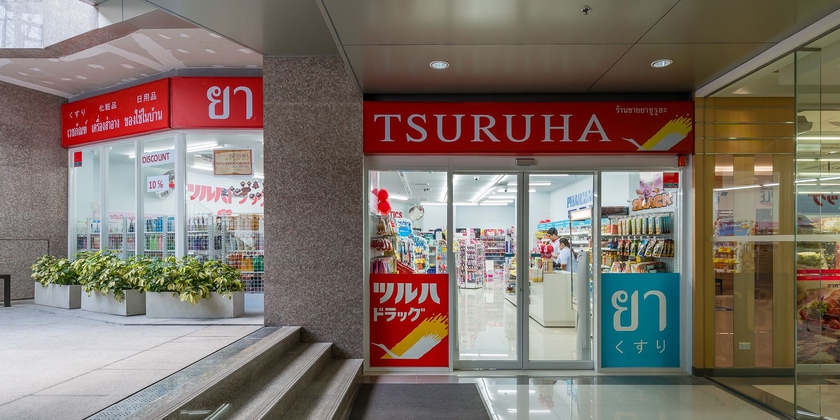 くすり 化粧品 日用品
เวชภัณฑ์ เครื่องสำอาง ของใช้ในบ้าน
ยา
DISCOUNT
10 %
ツルハドラッグ
ร้านขายยาซูรูฮะ
TSURUHA
ツルハ
ドラッグ
ยา
くすり